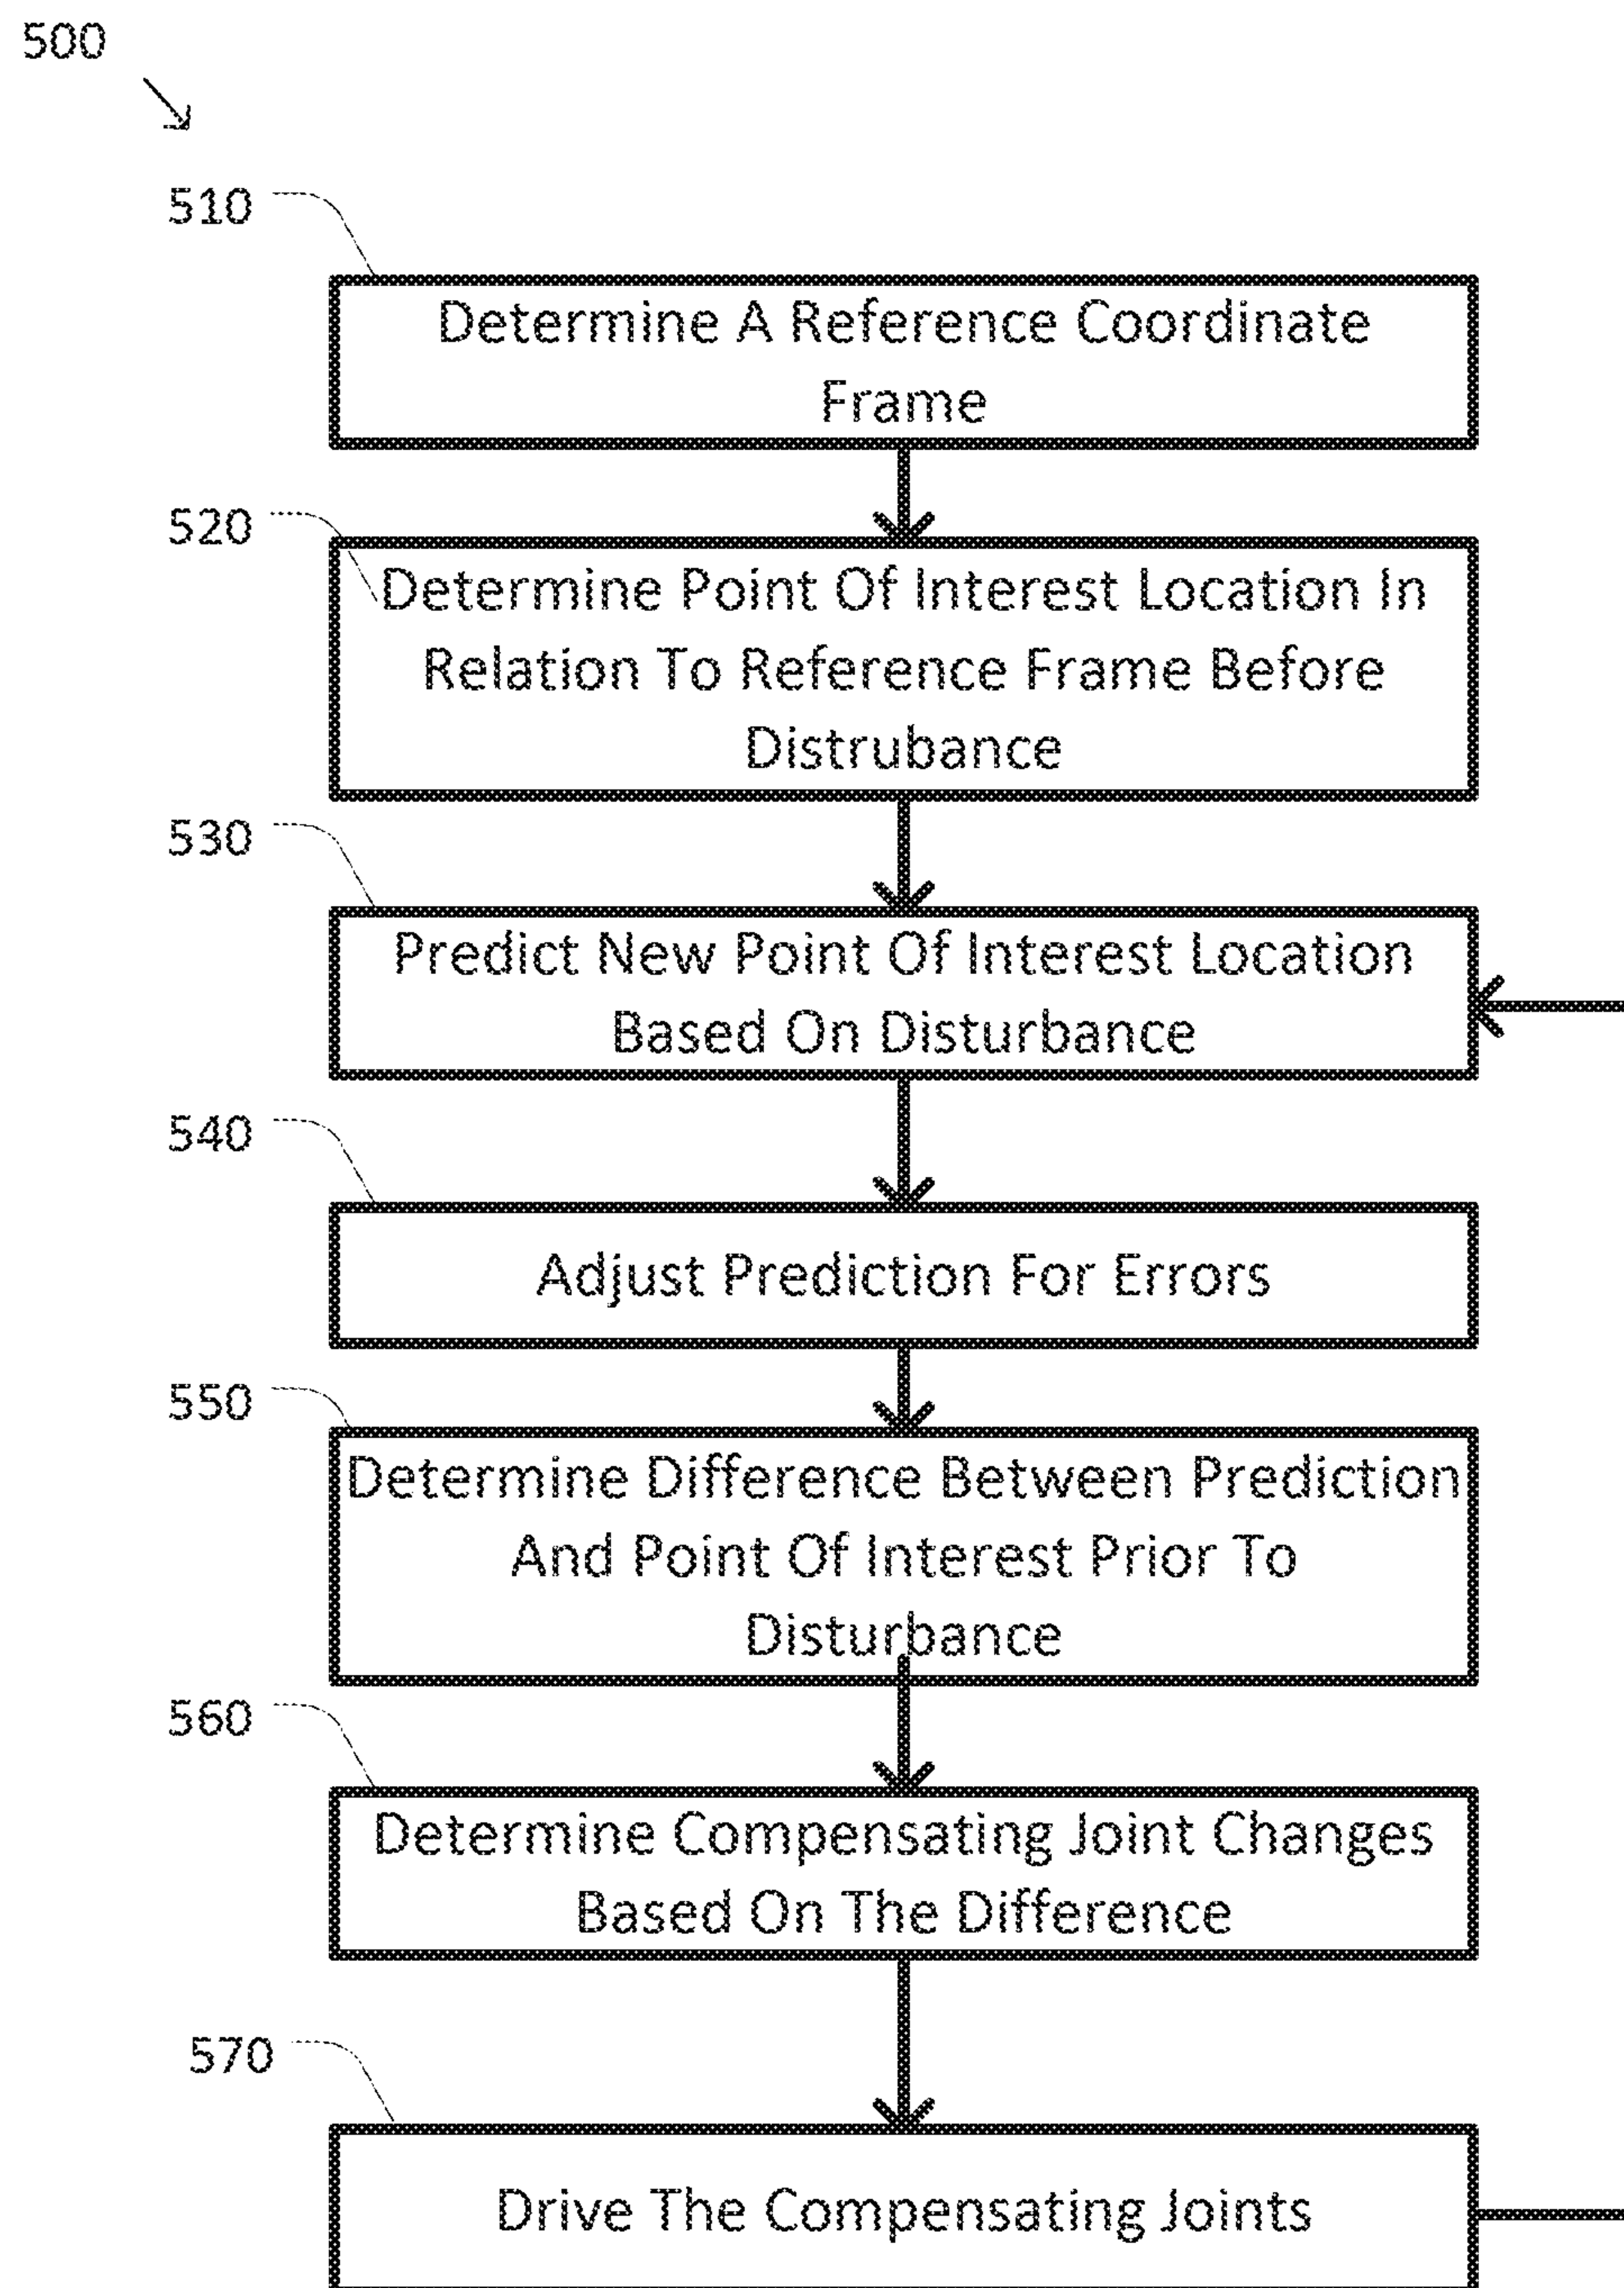 500
510
Determine A Reference Coordinate
Frame
520
Determine Point Of Interest Location In
Relation To Reference Frame Before
Distrubance
530
Predict New Point Of Interest Location
Based On Disturbance
540
Adjust Prediction For Errors
550
Determine Difference Between Prediction
And Point Of Interest Prior To
Disturbance
560
Determine Compensating Joint Changes
Based On The Difference
570
Drive The Compensating Joints